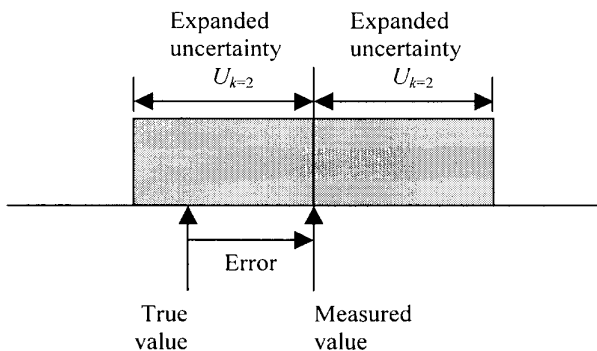 Expanded
uncertainty
U_{k=2}
Expanded
uncertainty
U_{k=2}
Error
True
value
Measured
value